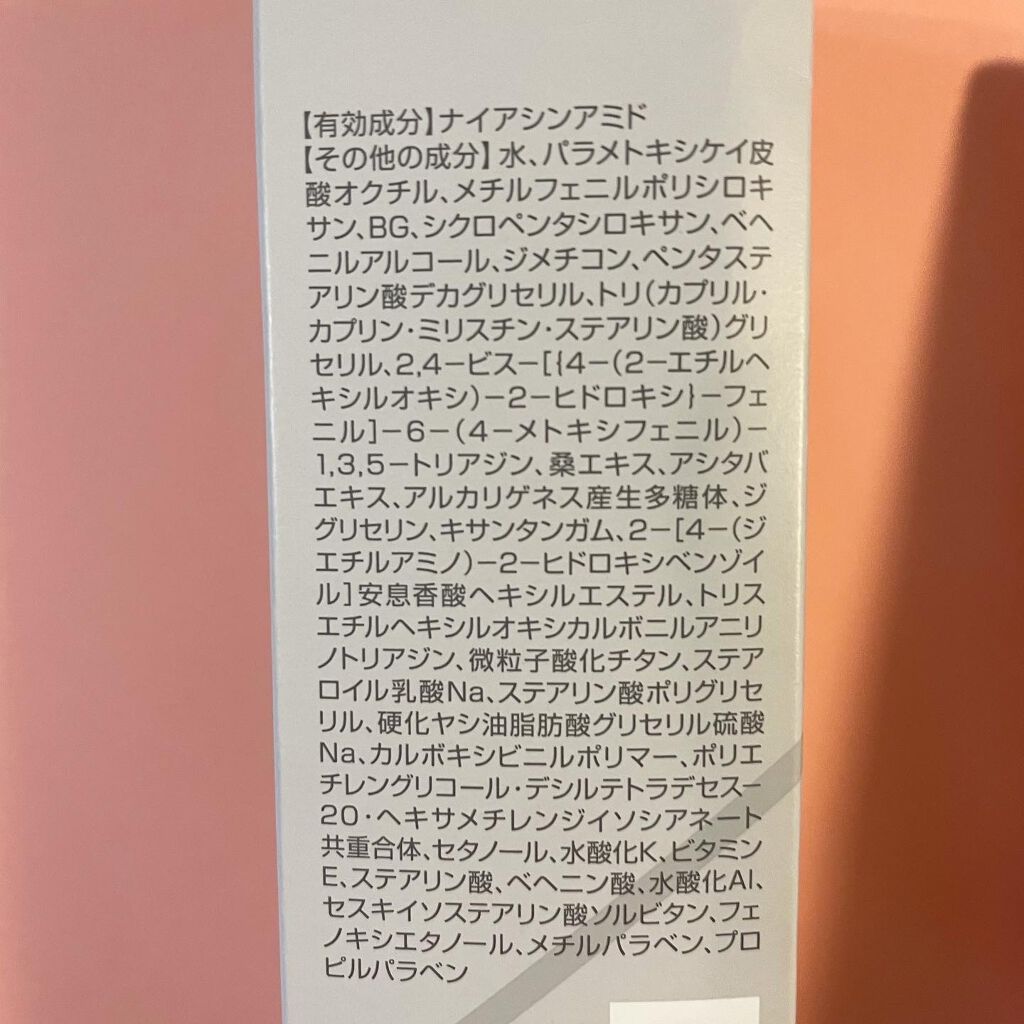 【有効成分】ナイアシンアミド
【その他の成分】水、パラメトキシケイ皮
酸オクチル、メチルフェニルポリシロキ
サン、BG、シクロペンタシロキサン、ベヘ
ニルアルコール、ジメチコン、ペンタステ
アリン酸デカグリセリル、トリ(カプリル・
カプリン・ミリスチン・ステアリン酸)グリ
セリル、2,4−ビス−[{4−(2−エチルヘ
キシルオキシ)−2−ヒドロキシ}−フェ
ニル]−6−(4−メトキシフェニル)−
1,3,5−トリアジン、桑エキス、アシタバ
エキス、アルカリゲネス産生多糖体、ジ
グリセリン、キサンタンガム、2−[4−(ジ
エチルアミノ)−2−ヒドロキシベンゾイ
ル]安息香酸ヘキシルエステル、トリス
エチルヘキシルオキシカルボニルアニリ
ノトリアジン、微粒子酸化チタン、ステア
ロイル乳酸Na、ステアリン酸ポリグリセ
リル、硬化ヤシ油脂肪酸グリセリル硫酸
Na、カルボキシビニルポリマー、ポリエ
チレングリコール・デシルテトラデセス−
20・ヘキサメチレンジイソシアネート
共重合体、セタノール、水酸化K、ビタミン
E、ステアリン酸、ベヘニン酸、水酸化Al、
セスキイソステアリン酸ソルビタン、フェ
ノキシエタノール、メチルパラベン、プロ
ピルパラベン